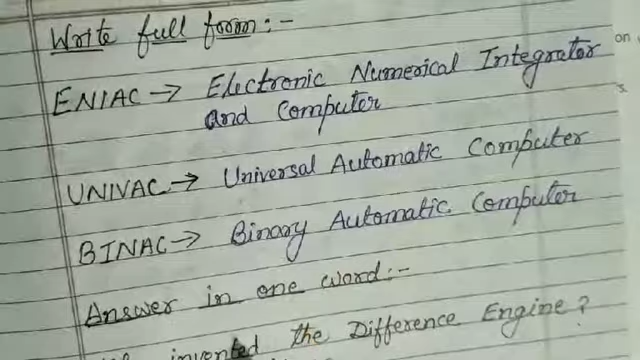 Write full form:-
on
ENIAC → Electronic Numerical Integrator
and Computer
s.
UNIVAC → Universal Automatic Computer
BINAC → Binary Automatic Computer
Answer in one word:-
invented the Difference Engine?